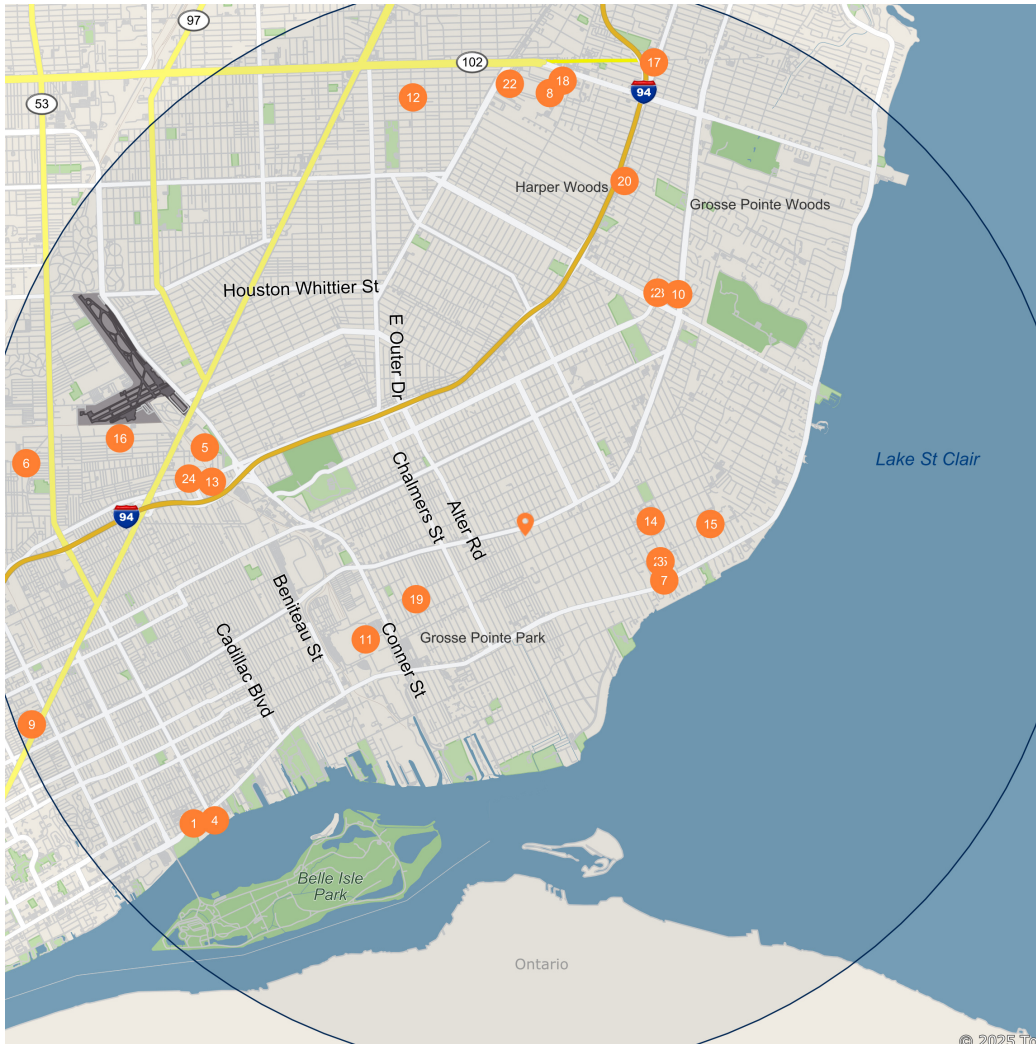 97
102
17
53
22
18
8
94
12
Harper Woods
20
Grosse Pointe Woods
Houston Whittier St
10
E Outer Dr
16
5
6
24
13
Lake St Clair
94
Chalmers St
Alter Rd
14
15
7
Beniteau St
19
11
Conner St
Grosse Pointe Park
Cadillac Blvd
9
1
4
Belle Isle
Park
Ontario